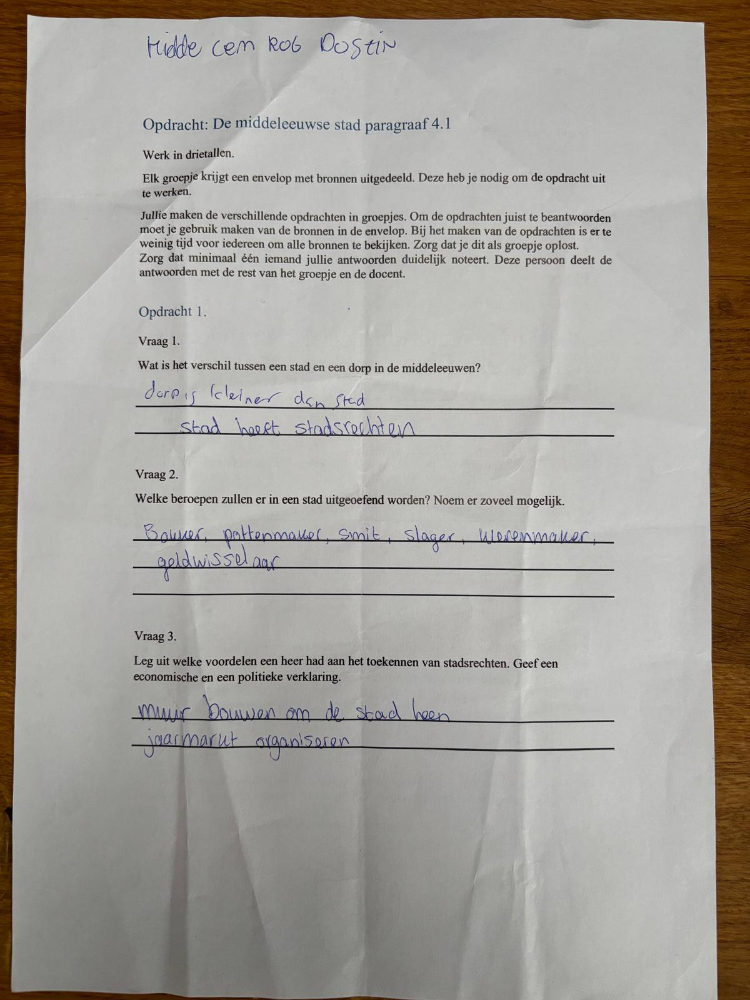 Hidde cem ROB DOStiN
Opdracht: De middeleeuwse stad paragraaf 4.1
Werk in drietallen.
Elk groepje krijgt een envelop met bronnen uitgedeeld. Deze heb je nodig om de opdracht uit
te werken.
Jullie maken de verschillende opdrachten in groepjes. Om de opdrachten juist te beantwoorden
moet je gebruik maken van de bronnen in de envelop. Bij het maken van de opdrachten is er te
weinig tijd voor iedereen om alle bronnen te bekijken. Zorg dat je dit als groepje oplost.
Zorg dat minimaal één iemand jullie antwoorden duidelijk noteert. Deze persoon deelt de
antwoorden met de rest van het groepje en de docent.
Opdracht 1.
Vraag 1.
Wat is het verschil tussen een stad en een dorp in de middeleeuwen?
dorp is kleiner dan stad
stad heeft stadsrechten
Vraag 2.
Welke beroepen zullen er in een stad uitgeoefend worden? Noem er zoveel mogelijk.
Bakker, pottenmaker, smit, slager, klerenmaker,
geldwisselaar
Vraag 3.
Leg uit welke voordelen een heer had aan het toekennen van stadsrechten. Geef een
economische en een politieke verklaring.
muur bouwen om de stad heen
jaarmarkt organiseren